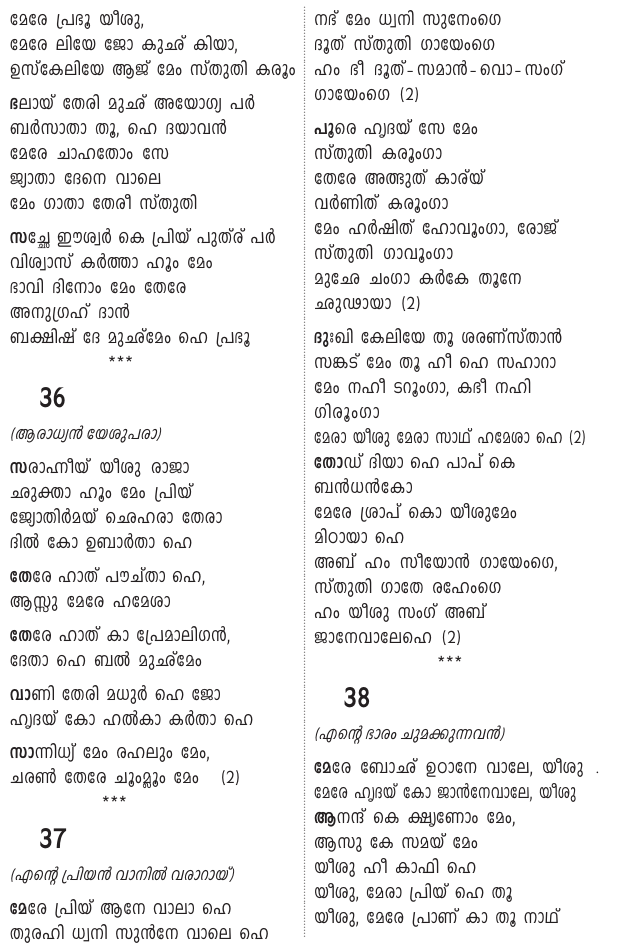 മേരേ പ്രഭൂ യീശു,
മേരേ ലിയേ ജോ കുഛ് കിയാ,
ഉസ്കേലിയേ ആജ് മേം സ്തുതി കരൂം
ഭലായ് തേരി മുഛ് അയോഗ്യ പർ
ബർസാതാ തൂ, ഹെ ദയാവൻ
മേരേ ചാഹതോം സേ
ജ്യാതാ ദേനെ വാലെ
മേം ഗാതാ തേരീ സ്തുതി
സച്ഛേ ഈശ്വർ കെ പ്രിയ് പുത്ര് പർ
വിശ്വാസ് കർത്താ ഹൂം മേം
ഭാവി ദിനോം മേം തേരേ
അനുഗ്രഹ് ദാൻ
ബക്ഷിഷ് ദേ മുഛ്മേം ഹെ പ്രഭൂ
***
36
(ആരാധ്യൻ യേശുപരാ)
സരാഹ്നീയ് യീശു രാജാ
ഛുക്താ ഹൂം മേം പ്രിയ്
ജ്യോതിർമയ് ഛെഹരാ തേരാ
ദിൽ കോ ഉബാർതാ ഹെ
തേരേ ഹാത് പൗച്താ ഹെ,
ആസ്സു മേരേ ഹമേശാ
തേരേ ഹാത് കാ പ്രേമാലിഗൻ,
ദേതാ ഹെ ബൽ മുഛ്മേം
വാണി തേരി മധുർ ഹെ ജോ
ഹൃദയ് കോ ഹൽകാ കർതാ ഹെ
സാന്നിധ്യ് മേം രഹലും മേം,
ചരൺ തേരേ ചൂംമ്ലൂം മേം (2)
***
37
(എന്റെ പ്രിയൻ വാനിൽ വരാറായ്)
മേരേ പ്രിയ് ആനേ വാലാ ഹെ
തുരഹി ധ്വനി സുൻനേ വാലെ ഹെ
നഭ് മേം ധ്വനി സുനേംഗെ
ദൂത് സ്തുതി ഗായേംഗെ
ഹം ഭീ ദൂത്-സമാൻ-വൊ-സംഗ്
ഗായേംഗെ (2)
പൂരെ ഹൃദയ് സേ മേം
സ്തുതി കരൂംഗാ
തേരേ അത്ഭുത് കാര്യ്
വർണിത് കരൂംഗാ
മേം ഹർഷിത് ഹോവൂംഗാ, രോജ്
സ്തുതി ഗാവൂംഗാ
മുഛേ ചംഗാ കർകേ തൂനേ
ഛുഢായാ (2)
ദുഃഖി കേലിയേ തൂ ശരൺസ്താൻ
സങ്കട് മേം തൂ ഹീ ഹെ സഹാറാ
മേം നഹീ ടറൂംഗാ, കഭീ നഹി
ഗിരൂംഗാ
മേരാ യീശു മേരാ സാഥ് ഹമേശാ ഹെ (2)
തോഡ് ദിയാ ഹെ പാപ് കെ
ബൻധൻകോ
മേരേ ശ്രാപ് കൊ യീശുമേം
മിഠായാ ഹെ
അബ് ഹം സീയോൻ ഗായേംഗെ,
സ്തുതി ഗാതേ രഹേംഗെ
ഹം യീശു സംഗ് അബ്
ജാനേവാലേഹെ (2)
***
38
(എന്റെ ഭാരം ചുമക്കുന്നവൻ)
മേരേ ബോഛ് ഉഠാനേ വാലേ, യീശു .
മേരേ ഹൃദയ് കോ ജാൻനേവാലേ, യീശു
ആനന്ദ് കെ ക്ഷ്യണോം മേം,
ആസു കേ സമയ് മേം
യീശു ഹീ കാഫി ഹെ
യീശു, മേരാ പ്രിയ് ഹെ തൂ
യീശു, മേരേ പ്രാണ് കാ തൂ നാഥ്